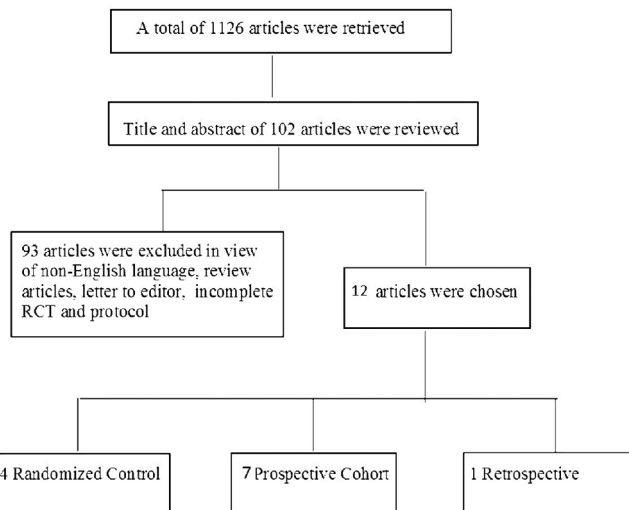 A total of 1126 articles were retrieved
Title and abstract of 102 articles were reviewed
93 articles were excluded in view
of non-English language, review
articles, letter to editor, incomplete
RCT and protocol
12 articles were chosen
4 Randomized Control
7 Prospective Cohort
1 Retrospective